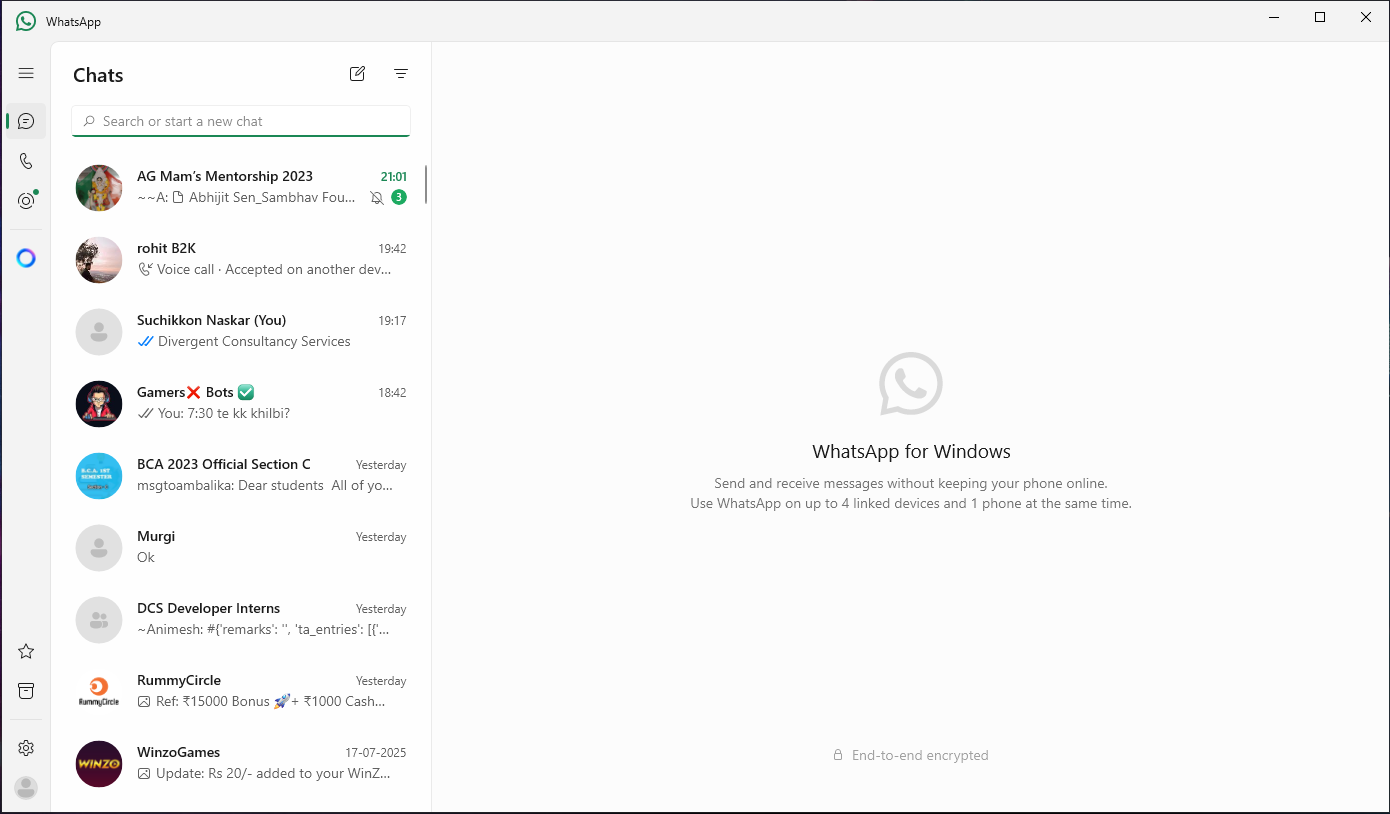 WhatsApp
Chats
Search or start a new chat
AG Mam's Mentorship 2023 21:01
~~A: Abhijit Sen_Sambhav Fou... 3
rohit B2K 19:42
Voice call · Accepted on another dev...
Suchikkon Naskar (You) 19:17
Divergent Consultancy Services
Gamers❌ Bots ✅ 18:42
You: 7:30 te kk khilbi?
B.C.A. 1ST
SEMESTER
BCA 2023 Official Section C Yesterday
msgtoambalika: Dear students All of yo...
Murgi Yesterday
Ok
DCS Developer Interns Yesterday
~Animesh: #{'remarks': '', 'ta_entries': [{'...
RummyCircle
RummyCircle Yesterday
Ref: ₹15000 Bonus 🚀+ ₹1000 Cash...
WINZO
WinzoGames 17-07-2025
Update: Rs 20/- added to your WinZ...
WhatsApp for Windows
Send and receive messages without keeping your phone online.
Use WhatsApp on up to 4 linked devices and 1 phone at the same time.
End-to-end encrypted